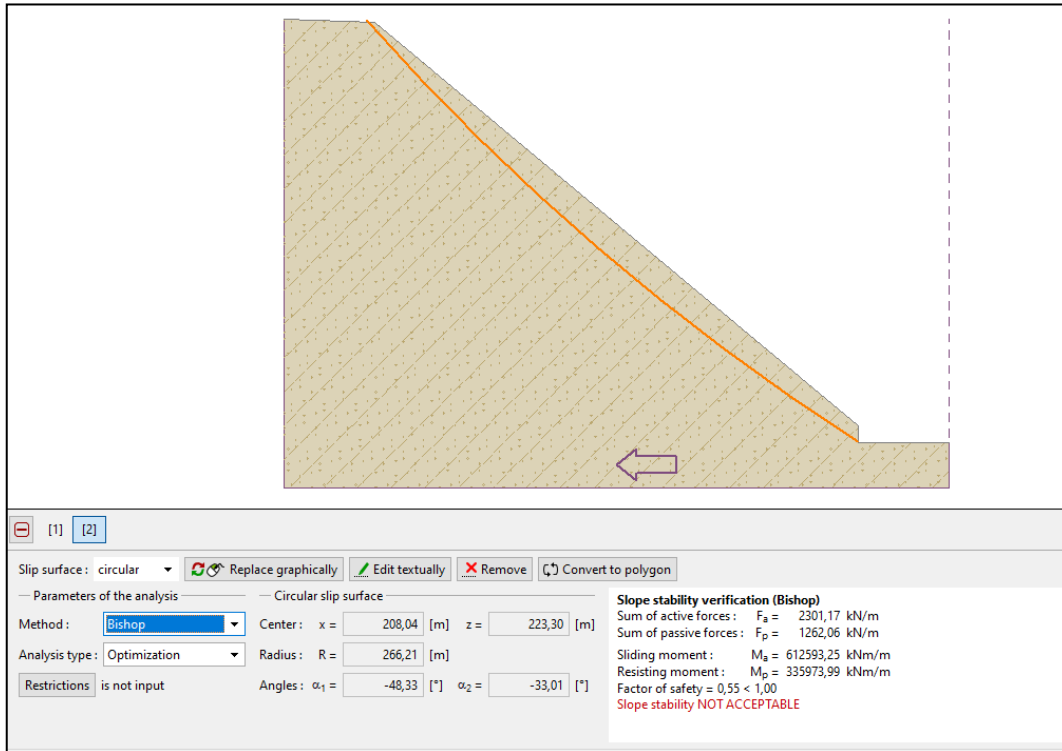 [1] [2]
Slip surface : circular Replace graphically Edit textually Remove Convert to polygon
Parameters of the analysis Circular slip surface
Method : Bishop Center : x = 208,04 [m] z = 223,30 [m]
Analysis type : Optimization Radius : R = 266,21 [m]
Restrictions is not input Angles : α1 = -48,33 [°] α2 = -33,01 [°]
Slope stability verification (Bishop)
Sum of active forces : Fa = 2301,17 kN/m
Sum of passive forces : Fp = 1262,06 kN/m
Sliding moment : Ma = 612593,25 kNm/m
Resisting moment : Mp = 335973,99 kNm/m
Factor of safety = 0,55 < 1,00
Slope stability NOT ACCEPTABLE